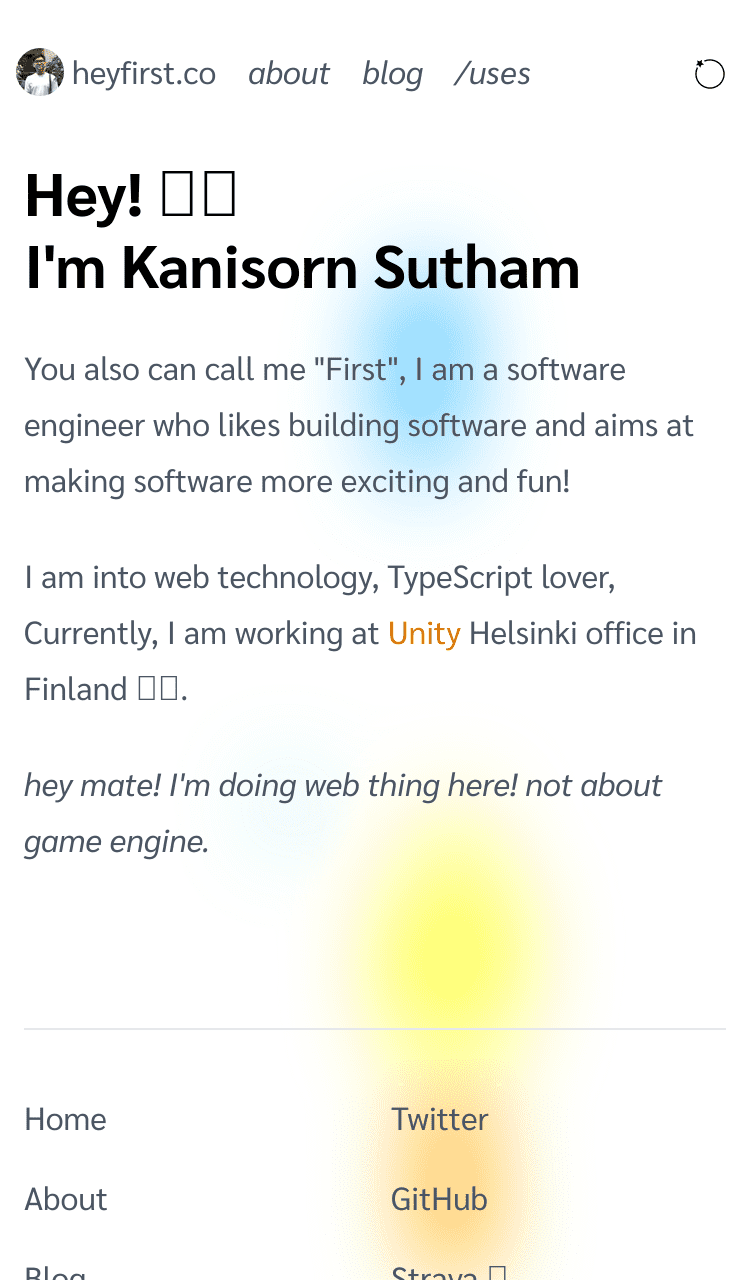 heyfirst.co about blog /uses
Hey!
I'm Kanisorn Sutham
You also can call me "First", I am a software
engineer who likes building software and aims at
making software more exciting and fun!
I am into web technology, TypeScript lover,
Currently, I am working at Unity Helsinki office in
Finland .
hey mate! I'm doing web thing here! not about
game engine.
Home
Twitter
About
GitHub
Blog
Strava